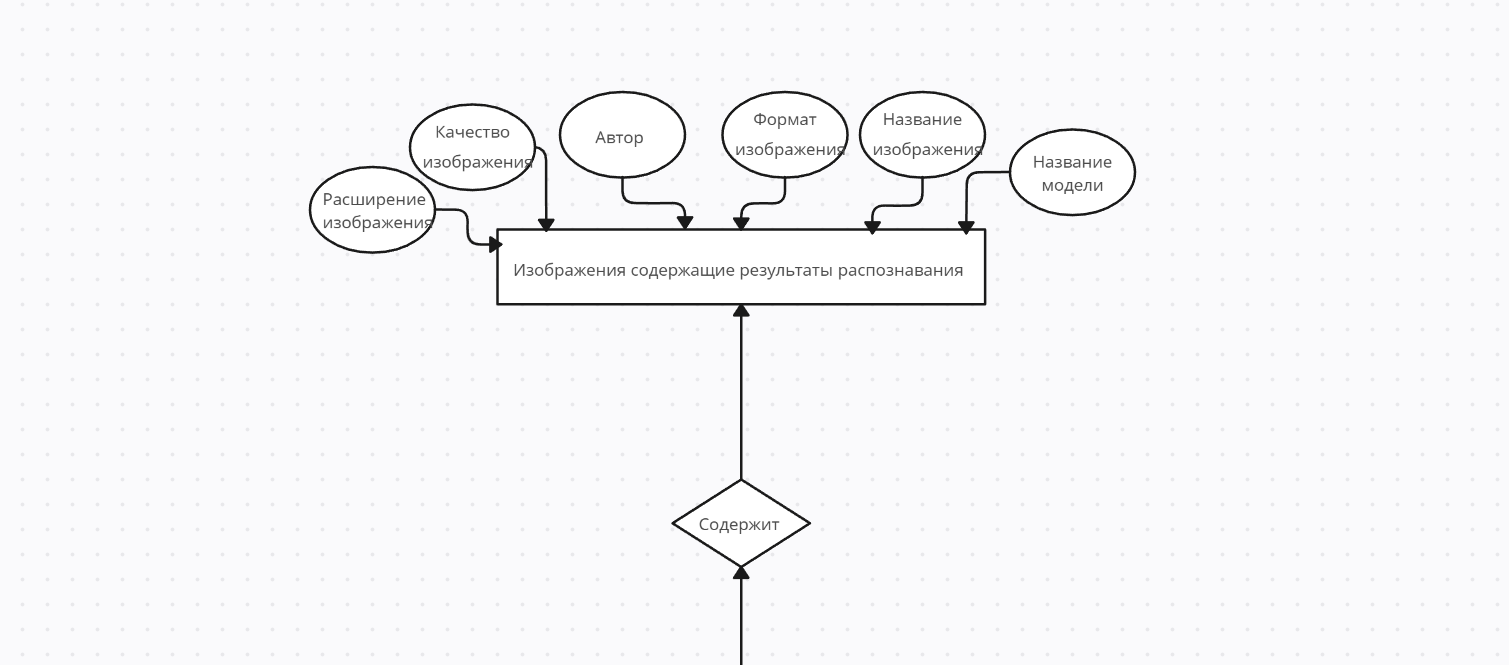 Качество
изображения
Автор
Формат
изображения
Название
изображения
Название
модели
Расширение
изображения
Изображения содержащие результаты распознавания
Содержит